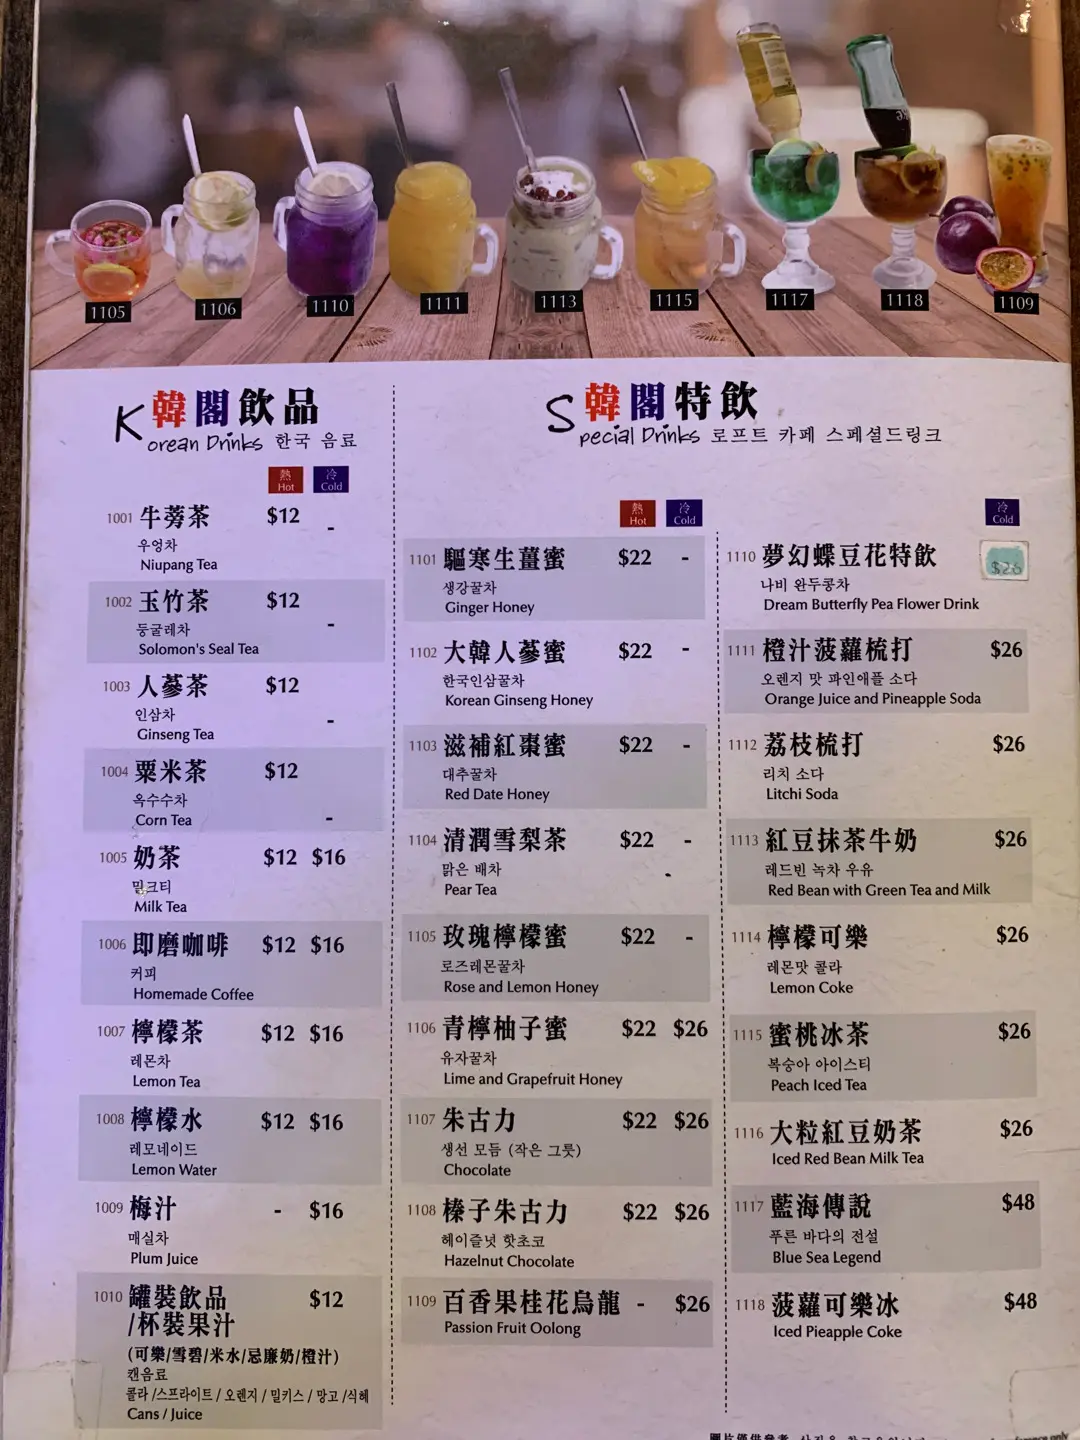 1105
1106
1110
1111
1113
1115
1117
1118
1109
韓閣飲品
Korean Drinks 한국 음료
熱 冷
Hot Cold
1001 牛蒡茶 $12 -
우엉차
Niupang Tea
1002 玉竹茶 $12 -
둥굴레차
Solomon's Seal Tea
1003 人蔘茶 $12 -
인삼차
Ginseng Tea
1004 粟米茶 $12 -
옥수수차
Corn Tea
1005 奶茶 $12 $16
밀크티
Milk Tea
1006 即磨咖啡 $12 $16
커피
Homemade Coffee
1007 檸檬茶 $12 $16
레몬차
Lemon Tea
1008 檸檬水 $12 $16
레모네이드
Lemon Water
1009 梅汁 - $16
매실차
Plum Juice
1010 罐裝飲品 $12
/杯裝果汁
(可樂/雪碧/米水/忌廉奶/橙汁)
캔음료
콜라 /스프라이트 / 오렌지 / 밀키스 / 망고 /식혜
Cans / Juice
韓閣特飲
Special Drinks 로프트 카페 스페셜드링크
熱 冷
Hot Cold
1101 驅寒生薑蜜 $22 -
생강꿀차
Ginger Honey
1102 大韓人蔘蜜 $22 -
한국인삼꿀차
Korean Ginseng Honey
1103 滋補紅棗蜜 $22 -
대추꿀차
Red Date Honey
1104 清潤雪梨茶 $22 -
맑은 배차
Pear Tea
1105 玫瑰檸檬蜜 $22 -
로즈레몬꿀차
Rose and Lemon Honey
1106 青檸柚子蜜 $22 $26
유자꿀차
Lime and Grapefruit Honey
1107 朱古力 $22 $26
생선 모듬 (작은 그릇)
Chocolate
1108 榛子朱古力 $22 $26
헤이즐넛 핫초코
Hazelnut Chocolate
1109 百香果桂花烏龍 - $26
Passion Fruit Oolong
冷
Cold
1110 夢幻蝶豆花特飲 $26
나비 완두콩차
Dream Butterfly Pea Flower Drink
1111 橙汁菠蘿梳打 $26
오렌지 맛 파인애플 소다
Orange Juice and Pineapple Soda
1112 荔枝梳打 $26
리치 소다
Litchi Soda
1113 紅豆抹茶牛奶 $26
레드빈 녹차 우유
Red Bean with Green Tea and Milk
1114 檸檬可樂 $26
레몬맛 콜라
Lemon Coke
1115 蜜桃冰茶 $26
복숭아 아이스티
Peach Iced Tea
1116 大粒紅豆奶茶 $26
Iced Red Bean Milk Tea
1117 藍海傳說 $48
푸른 바다의 전설
Blue Sea Legend
1118 菠蘿可樂冰 $48
Iced Pieapple Coke